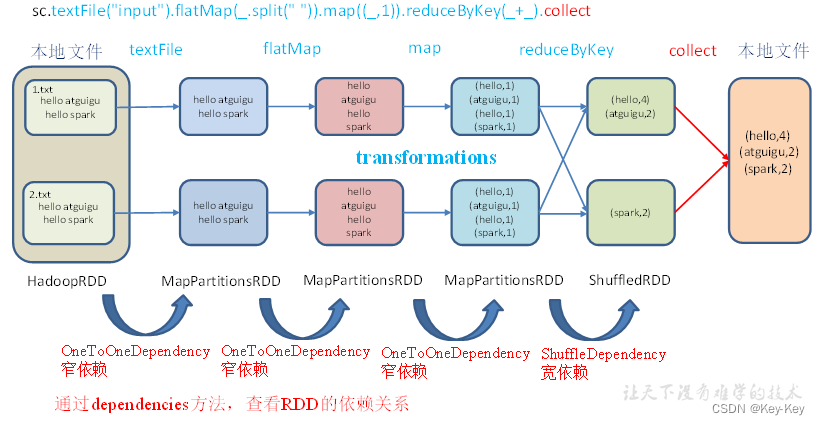 sc.textFile("input").flatMap(_.split(" ")).map((_,1)).reduceByKey(_+_).collect
本地文件
textFile
flatMap
map
reduceByKey
collect
本地文件
1.txt
hello atguigu
hello spark
hello atguigu
hello spark
hello
atguigu
hello
spark
(hello,1)
(atguigu,1)
(hello,1)
(spark,1)
(hello,4)
(atguigu,2)
(hello,4)
(atguigu,2)
(spark,2)
transformations
2.txt
hello atguigu
hello spark
hello atguigu
hello spark
hello
atguigu
hello
spark
(hello,1)
(atguigu,1)
(hello,1)
(spark,1)
(spark,2)
HadoopRDD
MapPartitionsRDD
MapPartitionsRDD
MapPartitionsRDD
ShuffledRDD
OneToOneDependency
窄依赖
OneToOneDependency
窄依赖
OneToOneDependency
窄依赖
ShuffleDependency
宽依赖
通过dependencies方法，查看RDD的依赖关系
让天下没有难学的技术
CSDN @Key-Key